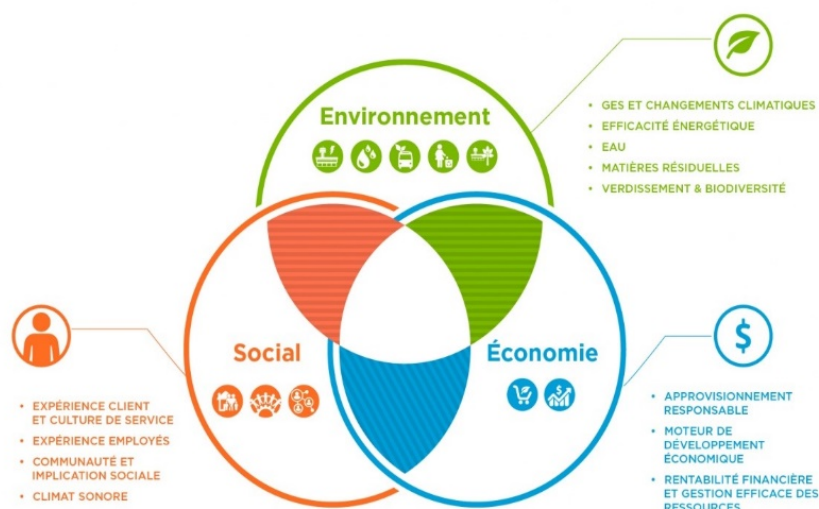 Environnement
• GES ET CHANGEMENTS CLIMATIQUES
• EFFICACITÉ ÉNERGÉTIQUE
• EAU
• MATIÈRES RÉSIDUELLES
• VERDISSEMENT & BIODIVERSITÉ
Social
• EXPÉRIENCE CLIENT
ET CULTURE DE SERVICE
• EXPÉRIENCE EMPLOYÉS
• COMMUNAUTÉ ET
IMPLICATION SOCIALE
• CLIMAT SONORE
Économie
$
• APPROVISIONNEMENT
RESPONSABLE
• MOTEUR DE
DÉVELOPPEMENT
ÉCONOMIQUE
• RENTABILITÉ FINANCIÈRE
ET GESTION EFFICACE DES
RESSOURCES